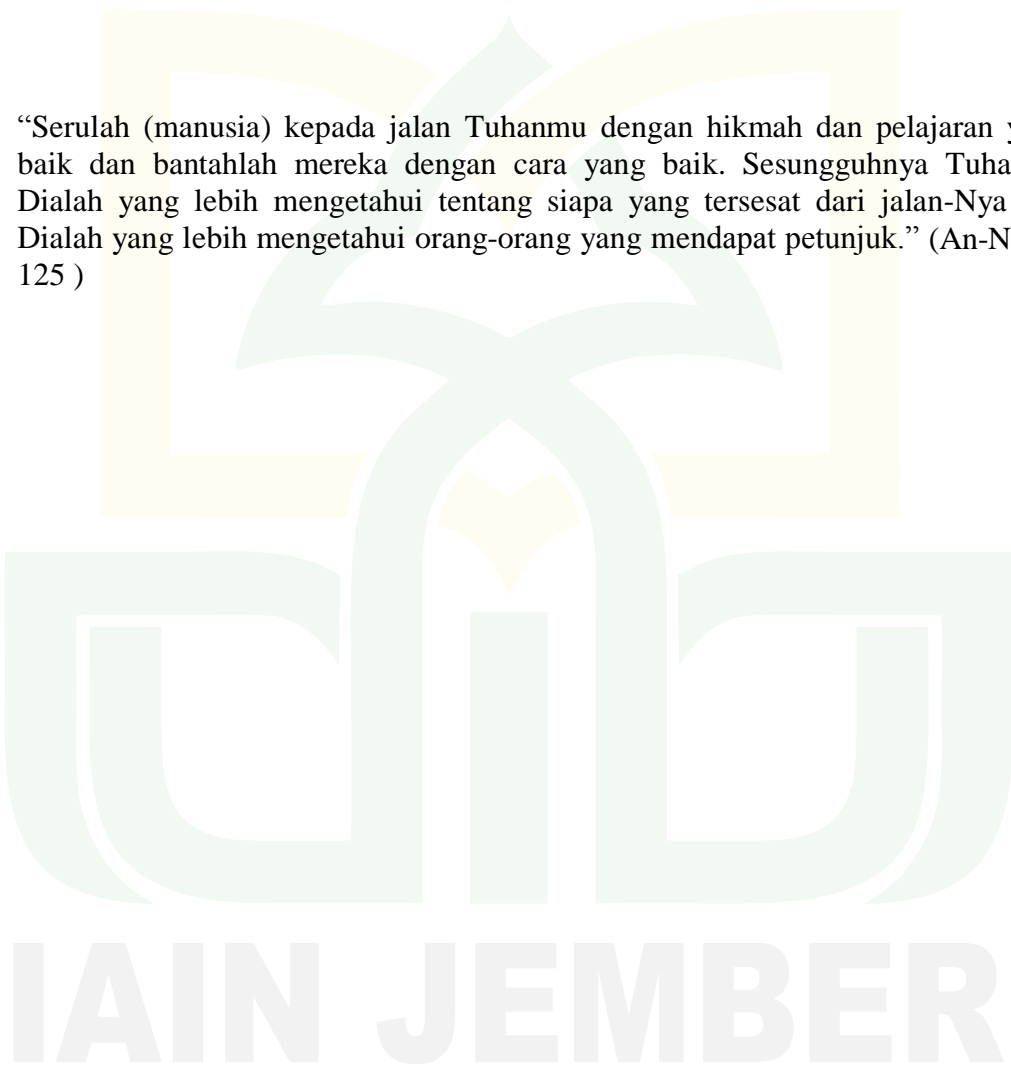 “Serulah (manusia) kepada jalan Tuhanmu dengan hikmah dan pelajaran
baik dan bantahlah mereka dengan cara yang baik. Sesungguhnya
Dialah yang lebih mengetahui tentang siapa yang tersesat dari jalan-Nya
Dialah yang lebih mengetahui orang-orang yang mendapat petunjuk.”
125 )
IAIN JEMBER